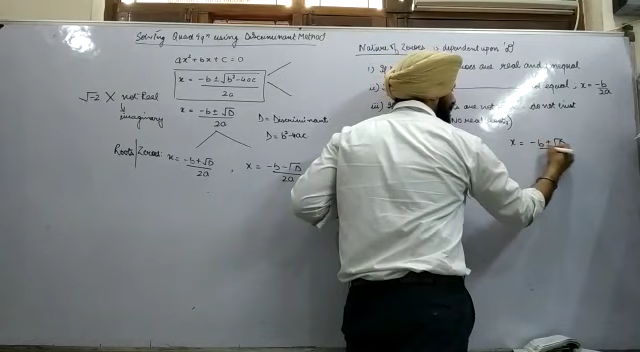 Solving Quad Eqn using Discriminant Method
ax² + bx + c = 0
x = -b ± √b² - 4ac / 2a
√-2 X not Real
imaginary
x = -b ± √D / 2a
D = Discriminant
D = b² - 4ac
Roots/Zeroes: x = -b + √D / 2a , x = -b - √D / 2a
Nature of Zeroes is dependent upon 'D'
i) are real and unequal
ii) equal ; x = -b / 2a
iii) are not do not exist
(No real roots)
x = -b ± √D